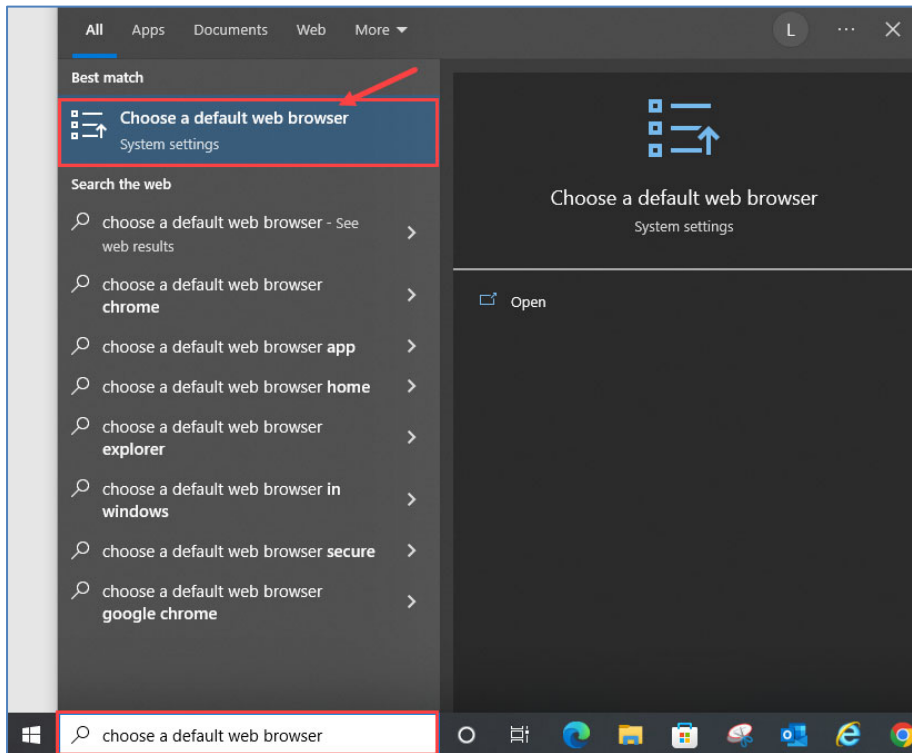 All Apps Documents Web More L ...
Best match
Choose a default web browser
System settings
Search the web
choose a default web browser - See
web results
choose a default web browser
chrome
choose a default web browser app
choose a default web browser home
choose a default web browser
explorer
choose a default web browser in
windows
choose a default web browser secure
choose a default web browser
google chrome
Choose a default web browser
System settings
Open
choose a default web browser